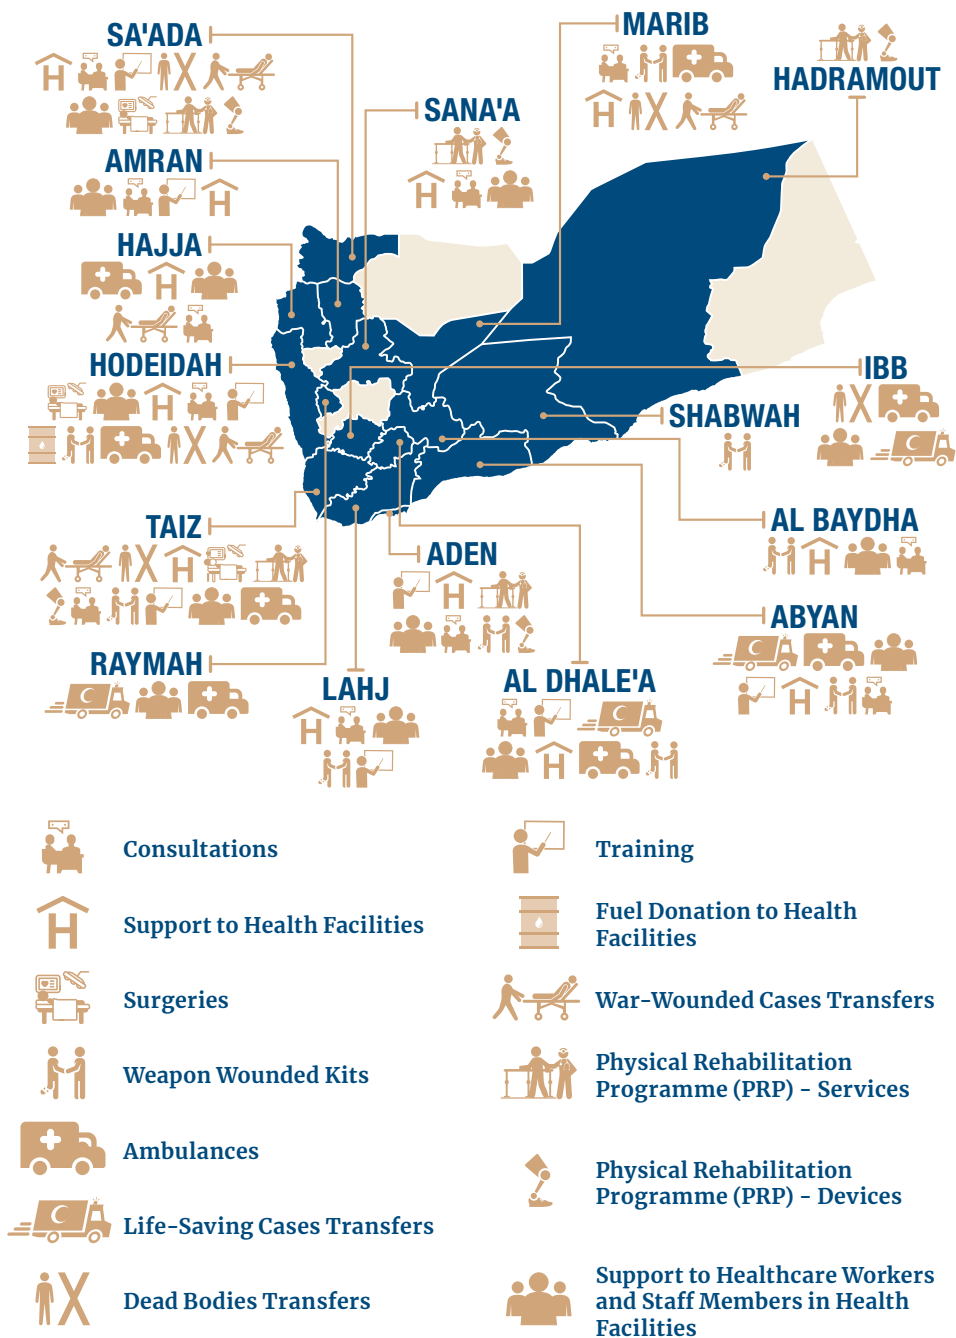 SA'ADA
MARIB
HADRAMOUT
SANA'A
AMRAN
HAJJA
HODEIDAH
IBB
SHABWAH
TAIZ
ADEN
AL BAYDHA
ABYAN
RAYMAH
LAHJ
AL DHALE'A
Consultations
Training
Support to Health Facilities
Fuel Donation to Health
Facilities
Surgeries
War-Wounded Cases Transfers
Weapon Wounded Kits
Physical Rehabilitation
Programme (PRP) - Services
Ambulances
Physical Rehabilitation
Programme (PRP) - Devices
Life-Saving Cases Transfers
Dead Bodies Transfers
Support to Healthcare Workers
and Staff Members in Health
Facilities